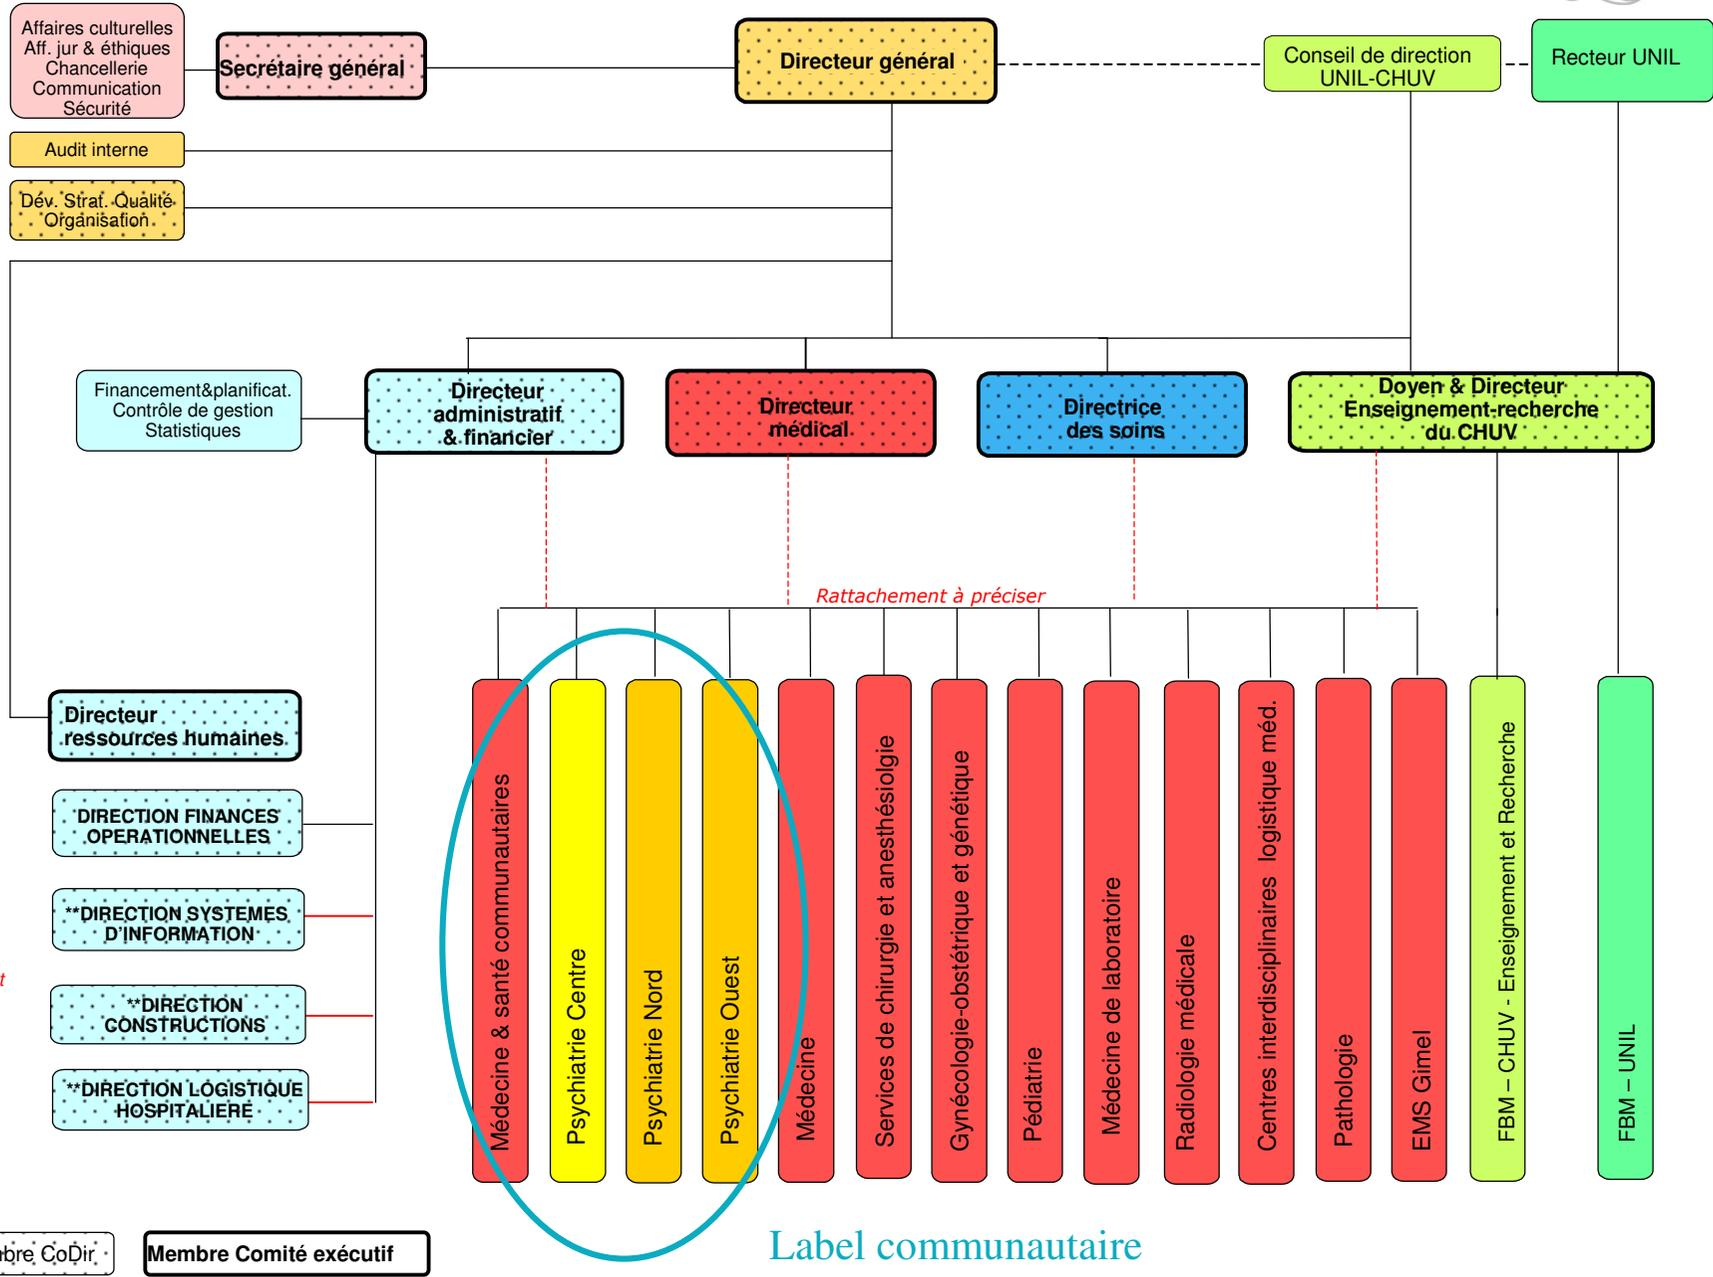 Affaires culturelles
Aff. jur & éthiques
Chancellerie
Communication
Sécurité
Secrétaire général
Directeur général
Conseil de direction
UNIL-CHUV
Recteur UNIL
Audit interne
Dév. Strat. Qualité
Organisation
Financement&planificat.
Contrôle de gestion
Statistiques
Directeur
administratif
& financier
Directeur
médical
Directrice
des soins
Doyen & Directeur
Enseignement-recherche
du CHUV
Rattachement à préciser
Directeur
ressources humaines
DIRECTION FINANCES
OPERATIONNELLES
**DIRECTION SYSTEMES
D'INFORMATION
**DIRECTION
CONSTRUCTIONS
**DIRECTION LOGISTIQUE
HOSPITALIERE
Médecine & santé communautaires
Psychiatrie Centre
Psychiatrie Nord
Psychiatrie Ouest
Médecine
Services de chirurgie et anesthésiolgie
Gynécologie-obstétrique et génétique
Pédiatrie
Médecine de laboratoire
Radiologie médicale
Centres interdisciplinaires logistique méd.
Pathologie
EMS Gimel
FBM – CHUV - Enseignement et Recherche
FBM – UNIL
CoDir
Membre Comité exécutif
Label communautaire